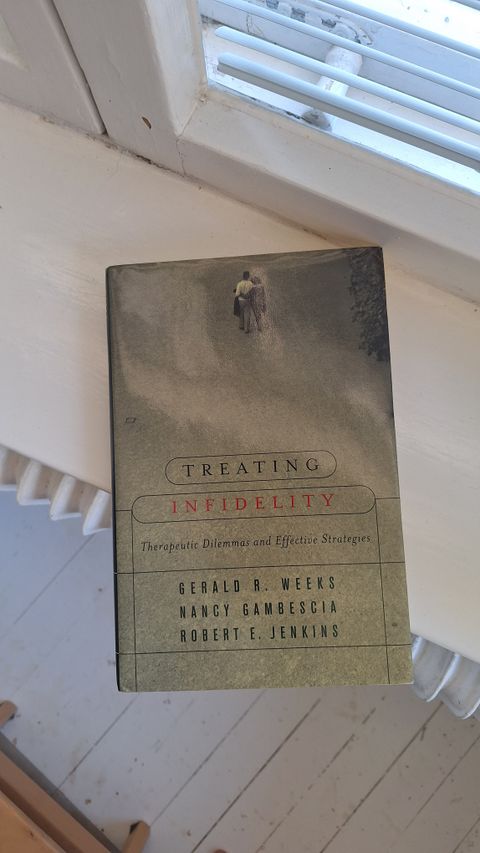 TREATING
INFIDELITY
Therapeutic Dilemmas and Effective Strategies
GERALD R. WEEKS
NANCY GAMBESCIA
ROBERT E. JENKINS